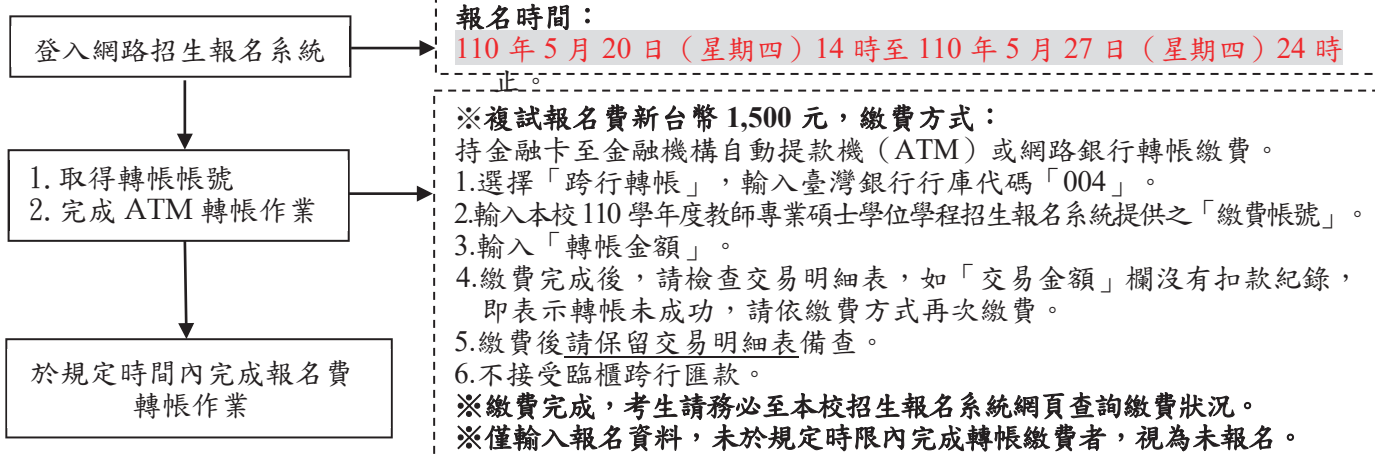 登入網路招生報名系統
報名時間：
110 年 5 月 20 日（星期四）14 時至 110 年 5 月 27 日（星期四）24 時
止。
1. 取得轉帳帳號
2. 完成 ATM 轉帳作業
※複試報名費新台幣 1,500 元，繳費方式：
持金融卡至金融機構自動提款機（ATM）或網路銀行轉帳繳費。
1.選擇「跨行轉帳」，輸入臺灣銀行行庫代碼「004」。
2.輸入本校 110 學年度教師專業碩士學位學程招生報名系統提供之「繳費帳號」。
3.輸入「轉帳金額」。
4.繳費完成後，請檢查交易明細表，如「交易金額」欄沒有扣款紀錄，
即表示轉帳未成功，請依繳費方式再次繳費。
5.繳費後請保留交易明細表備查。
6.不接受臨櫃跨行匯款。
※繳費完成，考生請務必至本校招生報名系統網頁查詢繳費狀況。
※僅輸入報名資料，未於規定時限內完成轉帳繳費者，視為未報名。
於規定時間內完成報名費
轉帳作業